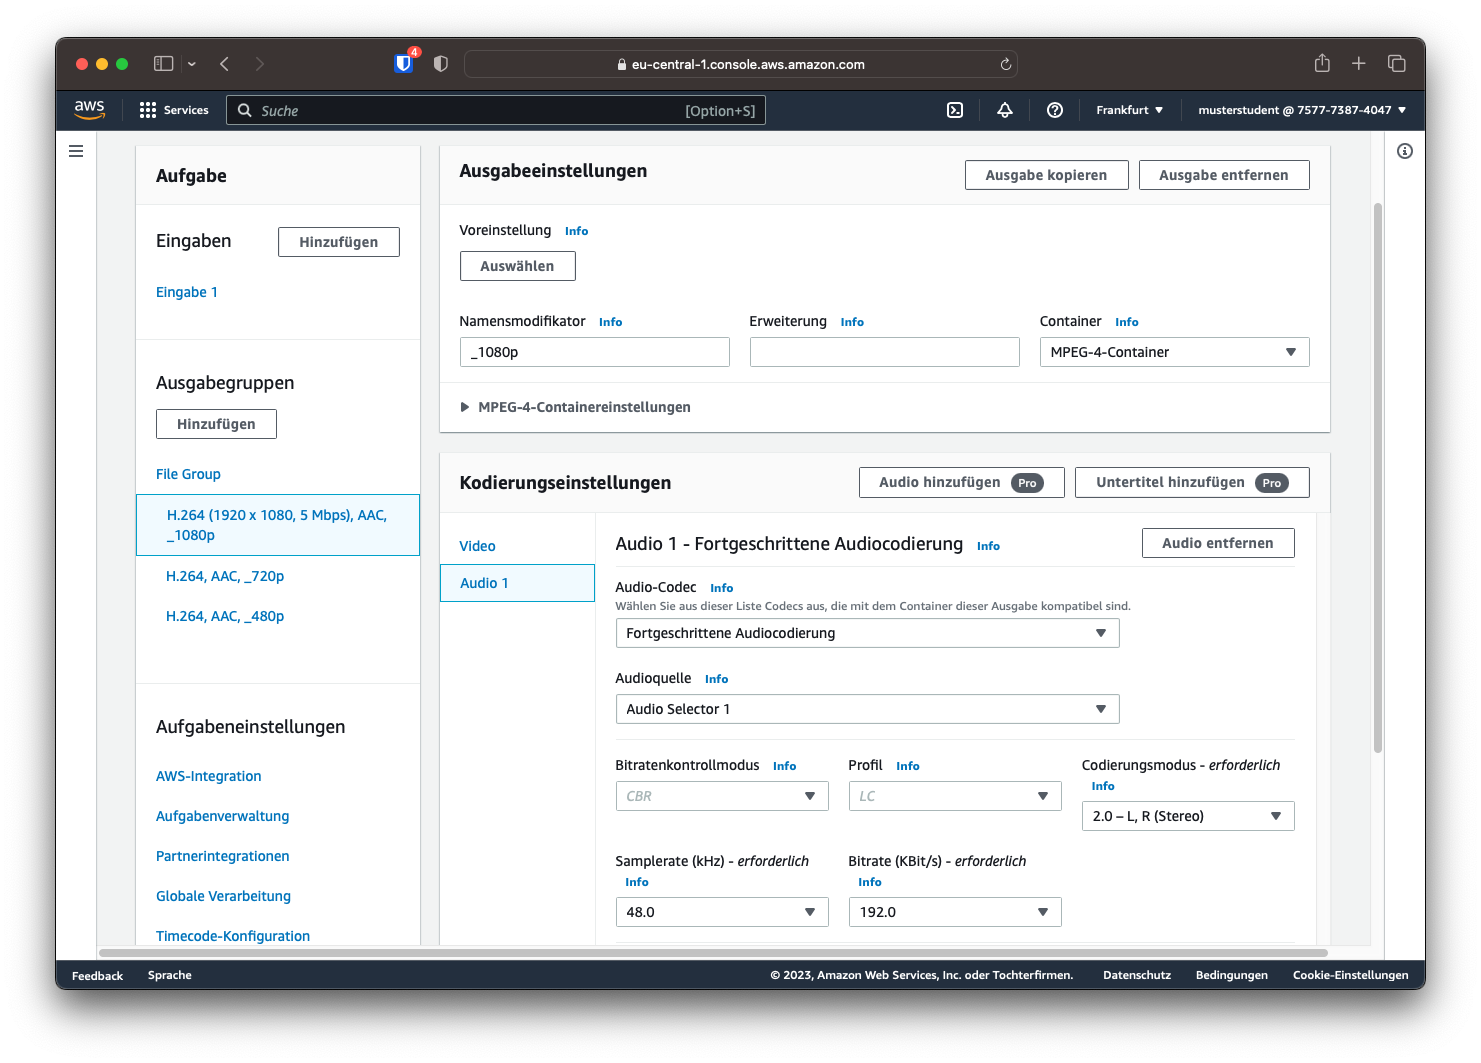 4
eu-central-1.console.aws.amazon.com
aws
Services
Suche
[Option+S]
Frankfurt
musterstudent @ 7577-7387-4047
Aufgabe
Eingaben
Hinzufügen
Eingabe 1
Ausgabegruppen
Hinzufügen
File Group
H.264 (1920 x 1080, 5 Mbps), AAC,
_1080p
H.264, AAC, _720p
H.264, AAC, _480p
Aufgabeneinstellungen
AWS-Integration
Aufgabenverwaltung
Partnerintegrationen
Globale Verarbeitung
Timecode-Konfiguration
Ausgabeeinstellungen
Ausgabe kopieren
Ausgabe entfernen
Voreinstellung Info
Auswählen
Namensmodifikator Info
_1080p
Erweiterung Info
Container Info
MPEG-4-Container
MPEG-4-Containereinstellungen
Kodierungseinstellungen
Audio hinzufügen Pro
Untertitel hinzufügen Pro
Video
Audio 1
Audio 1 - Fortgeschrittene Audiocodierung Info
Audio entfernen
Audio-Codec Info
Wählen Sie aus dieser Liste Codecs aus, die mit dem Container dieser Ausgabe kompatibel sind.
Fortgeschrittene Audiocodierung
Audioquelle Info
Audio Selector 1
Bitratenkontrollmodus Info
CBR
Profil Info
LC
Codierungsmodus - erforderlich
Info
2.0 – L, R (Stereo)
Samplerate (kHz) - erforderlich
Info
48.0
Bitrate (KBit/s) - erforderlich
Info
192.0
Feedback
Sprache
© 2023, Amazon Web Services, Inc. oder Tochterfirmen.
Datenschutz
Bedingungen
Cookie-Einstellungen